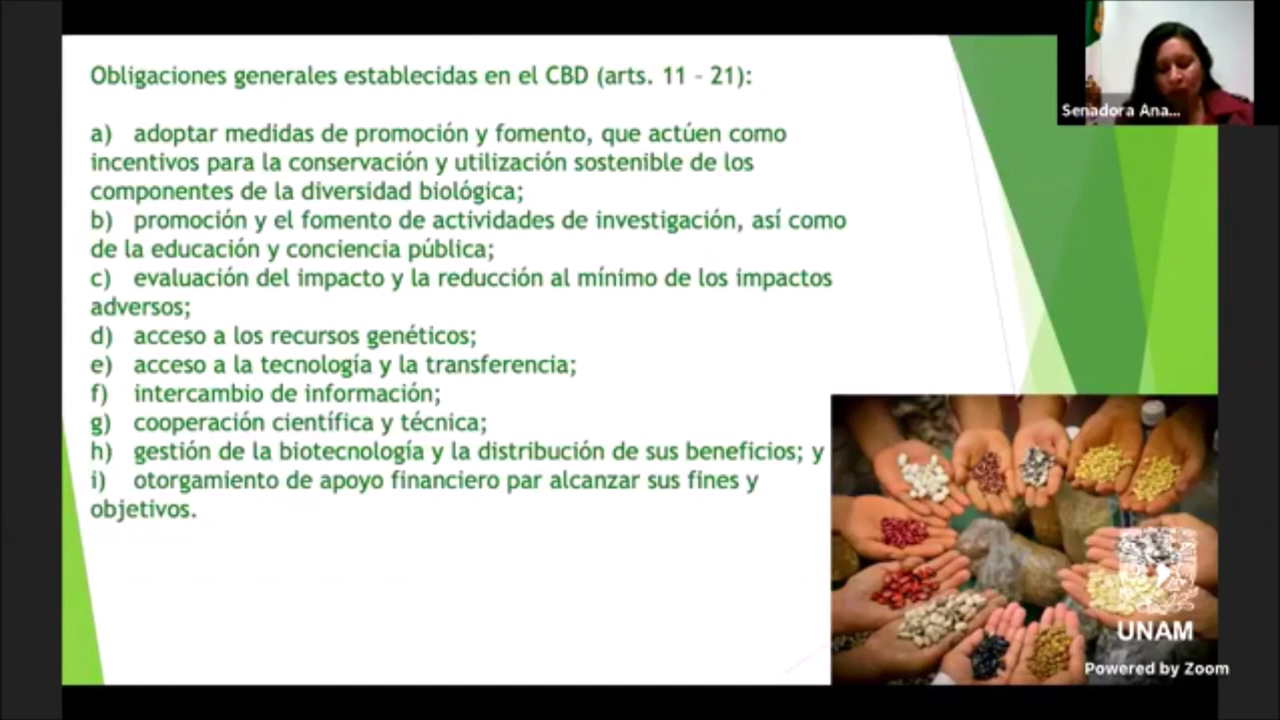 Obligaciones generales establecidas en el CBD (arts. 11 – 21):
a) adoptar medidas de promoción y fomento, que actúen como
incentivos para la conservación y utilización sostenible de los
componentes de la diversidad biológica;
b) promoción y el fomento de actividades de investigación, así como
de la educación y conciencia pública;
c) evaluación del impacto y la reducción al mínimo de los impactos
adversos;
d) acceso a los recursos genéticos;
e) acceso a la tecnología y la transferencia;
f) intercambio de información;
g) cooperación científica y técnica;
h) gestión de la biotecnología y la distribución de sus beneficios; y
i) otorgamiento de apoyo financiero par alcanzar sus fines y
objetivos.
Senadora Ana...
UNAM
Powered by Zoom